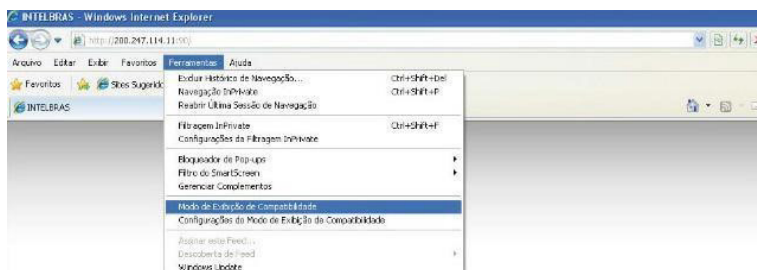 INTELBRAS - Windows Internet Explorer
http://200.247.114.11:90/
Arquivo Editar Exibir Favoritos Ferramentas Ajuda
Favoritos Sites Sugerido
INTELBRAS
Excluir Histórico de Navegação... Ctrl+Shift+Del
Navegação InPrivate Ctrl+Shift+P
Reabrir Última Sessão de Navegação
Filtragem InPrivate Ctrl+Shift+F
Configurações da Filtragem InPrivate
Bloqueador de Pop-ups
Filtro do SmartScreen
Gerenciar Complementos
Modo de Exibição de Compatibilidade
Configurações do Modo de Exibição de Compatibilidade
Assinar este Feed...
Descoberta de Feed
Windows Update